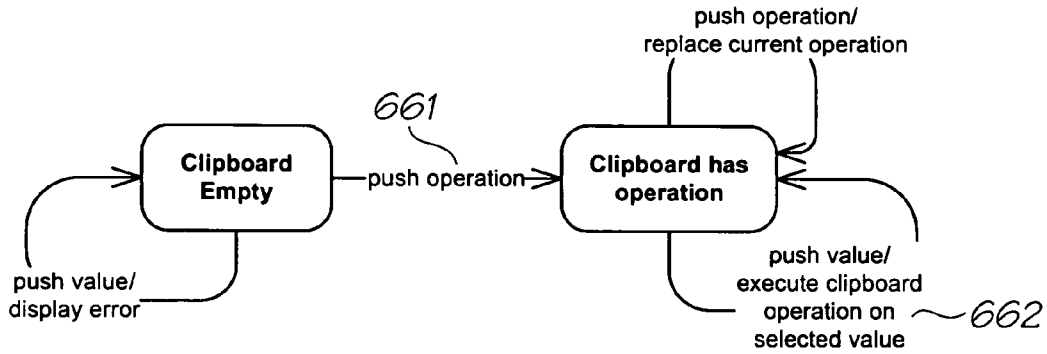 push operation/
replace current operation
661
Clipboard
Empty
push operation
Clipboard has
operation
push value/
display error
push value/
execute clipboard
operation on
selected value
662